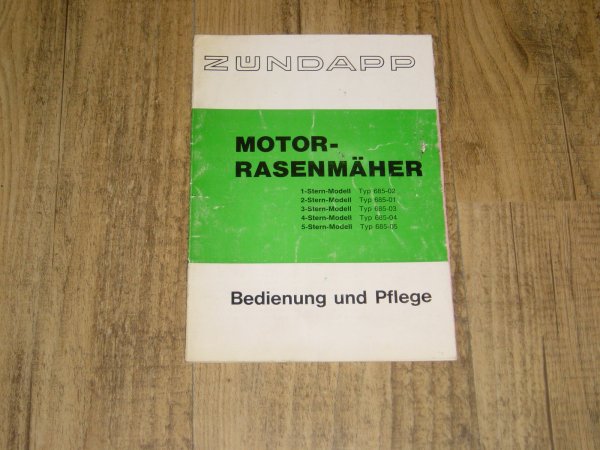 ZÜNDAPP
MOTOR-
RASENMÄHER
1-Stern-Modell Typ 685-02
2-Stern-Modell Typ 685-01
3-Stern-Modell Typ 685-03
4-Stern-Modell Typ 685-04
5-Stern-Modell Typ 685-05
Bedienung und Pflege